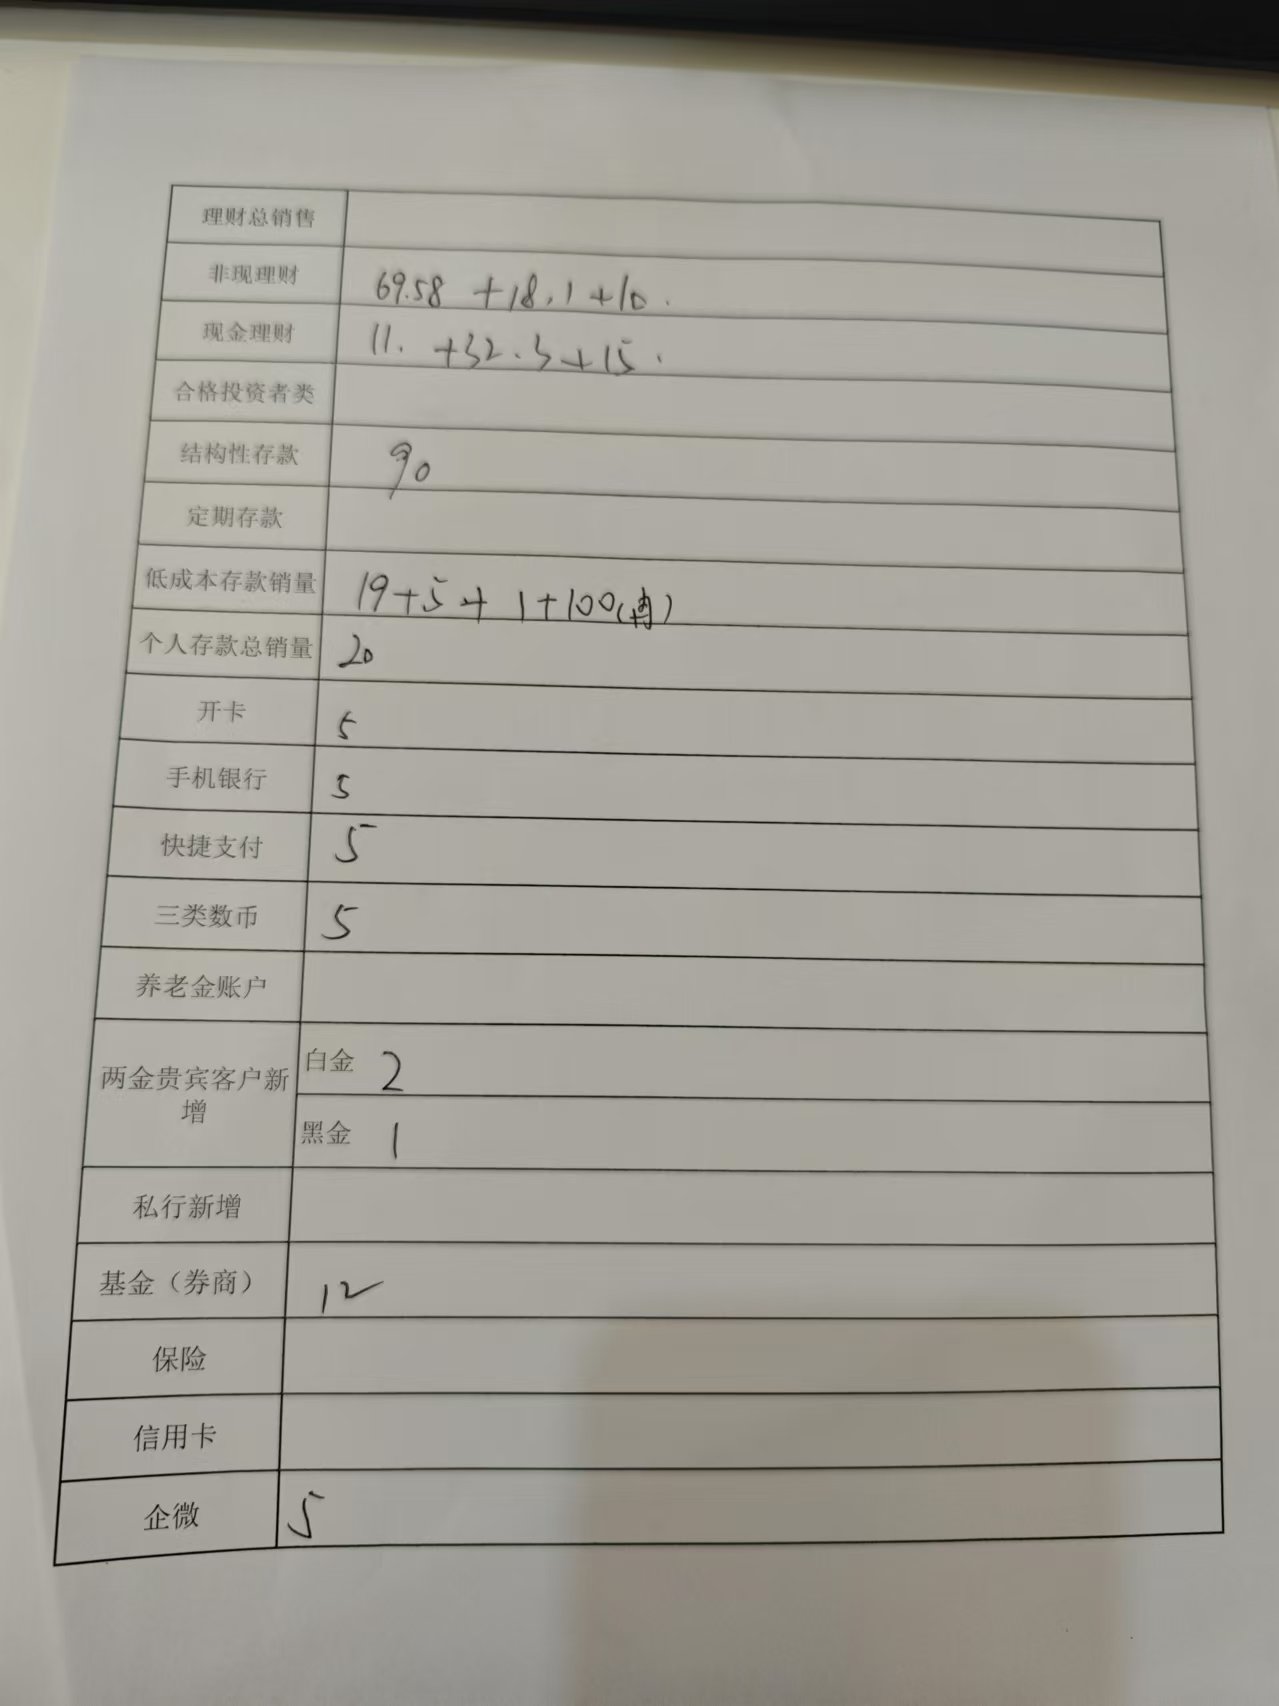 理财总销售
非现理财 69.58 +18.1+10.
现金理财 11. +32.3+15.
合格投资者类
结构性存款 90
定期存款
低成本存款销量 19+5+1+100( )
个人存款总销量 20
开卡 5
手机银行 5
快捷支付 5
三类数币 5
养老金账户
两金贵宾客户新增 白金 2
黑金 1
私行新增
基金（券商） 12
保险
信用卡
企微 5